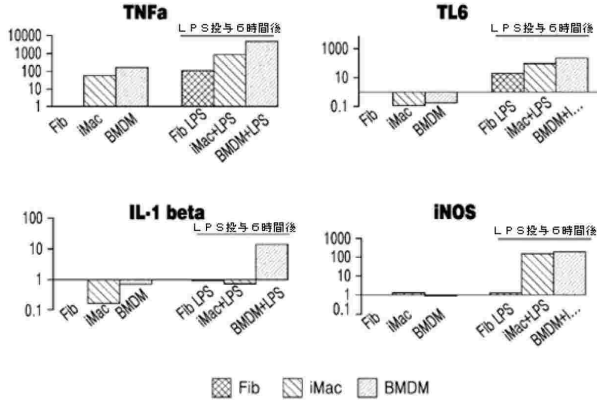 TNFa
LPS投与6時間後
10000
1000
100
10
1
Fib
iMac
BMDM
Fib LPS
iMac+LPS
BMDM+LPS
TL6
LPS投与6時間後
1000
10
0.1
Fib
iMac
BMDM
Fib LPS
iMac+LPS
BMDM+l...
IL-1 beta
LPS投与6時間後
100
10
1
0.1
Fib
iMac
BMDM
Fib LPS
iMac+LPS
BMDM+LPS
iNOS
LPS投与6時間後
1000
100
10
1
0.1
Fib
iMac
BMDM
Fib LPS
iMac+LPS
BMDM+l...
Fib
iMac
BMDM